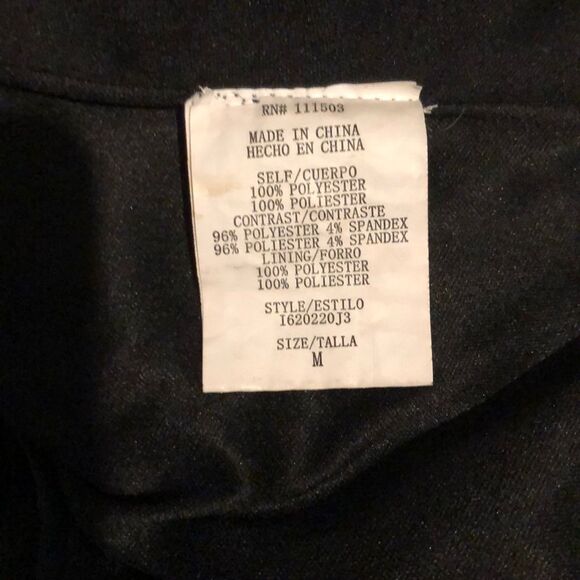 RN# 111503
MADE IN CHINA
HECHO EN CHINA
SELF/CUERPO
100% POLYESTER
100% POLYESTER
CONTRAST/CONTRASTE
96% POLYESTER 4% SPANDEX
96% POLIESTER 4% SPANDEX
LINING/FORRO
100% POLYESTER
100% POLIESTER
STYLE/ESTILO
I620220J3
SIZE/TALLA
M